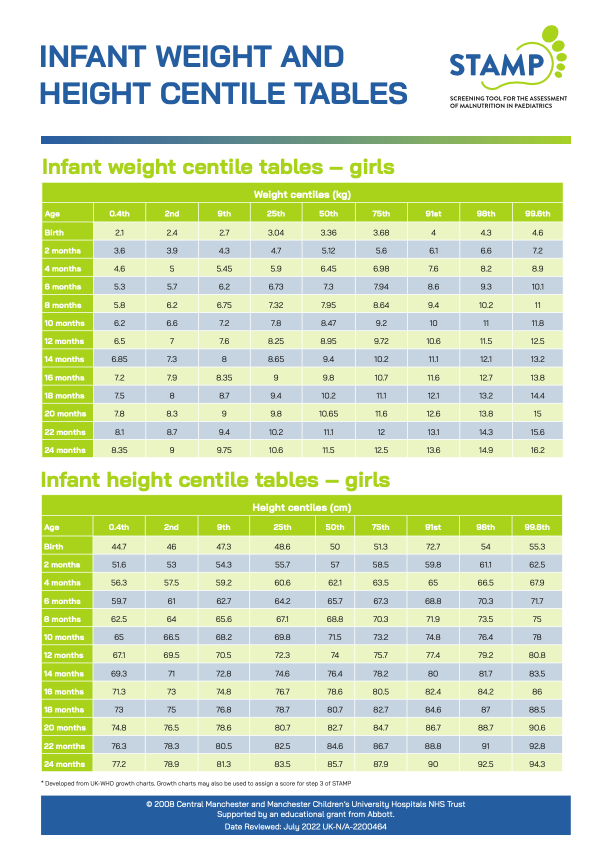 INFANT WEIGHT AND
HEIGHT CENTILE TABLES
STAMP
SCREENING TOOL FOR THE ASSESSMENT
OF MALNUTRITION IN PAEDIATRICS
Infant weight centile tables – girls
Weight centiles (kg)
Age 0.4th 2nd 9th 25th 50th 75th 91st 98th 99.6th
Birth 2.1 2.4 2.7 3.04 3.36 3.68 4 4.3 4.6
2 months 3.6 3.9 4.3 4.7 5.12 5.6 6.1 6.6 7.2
4 months 4.6 5 5.45 5.9 6.45 6.98 7.6 8.2 8.9
6 months 5.3 5.7 6.2 6.73 7.3 7.94 8.6 9.3 10.1
8 months 5.8 6.2 6.75 7.32 7.95 8.64 9.4 10.2 11
10 months 6.2 6.6 7.2 7.8 8.47 9.2 10 11 11.8
12 months 6.5 7 7.6 8.25 8.95 9.72 10.6 11.5 12.5
14 months 6.85 7.3 8 8.65 9.4 10.2 11.1 12.1 13.2
16 months 7.2 7.9 8.35 9 9.8 10.7 11.6 12.7 13.8
18 months 7.5 8 8.7 9.4 10.2 11.1 12.1 13.2 14.4
20 months 7.8 8.3 9 9.8 10.65 11.6 12.6 13.8 15
22 months 8.1 8.7 9.4 10.2 11.1 12 13.1 14.3 15.6
24 months 8.35 9 9.75 10.6 11.5 12.5 13.6 14.9 16.2
Infant height centile tables – girls
Height centiles (cm)
Age 0.4th 2nd 9th 25th 50th 75th 91st 98th 99.6th
Birth 44.7 46 47.3 48.6 50 51.3 72.7 54 55.3
2 months 51.6 53 54.3 55.7 57 58.5 59.8 61.1 62.5
4 months 56.3 57.5 59.2 60.6 62.1 63.5 65 66.5 67.9
6 months 59.7 61 62.7 64.2 65.7 67.3 68.8 70.3 71.7
8 months 62.5 64 65.6 67.1 68.8 70.3 71.9 73.5 75
10 months 65 66.5 68.2 69.8 71.5 73.2 74.8 76.4 78
12 months 67.1 69.5 70.5 72.3 74 75.7 77.4 79.2 80.8
14 months 69.3 71 72.8 74.6 76.4 78.2 80 81.7 83.5
16 months 71.3 73 74.8 76.7 78.6 80.5 82.4 84.2 86
18 months 73 75 76.8 78.7 80.7 82.7 84.6 87 88.5
20 months 74.8 76.5 78.6 80.7 82.7 84.7 86.7 88.7 90.6
22 months 76.3 78.3 80.5 82.5 84.6 86.7 88.8 91 92.8
24 months 77.2 78.9 81.3 83.5 85.7 87.9 90 92.5 94.3
* Developed from UK-WHO growth charts. Growth charts may also be used to assign a score for step 3 of STAMP
© 2008 Central Manchester and Manchester Children's University Hospitals NHS Trust
Supported by an educational grant from Abbott.
Date Reviewed: July 2022 UK-N/A-2200464